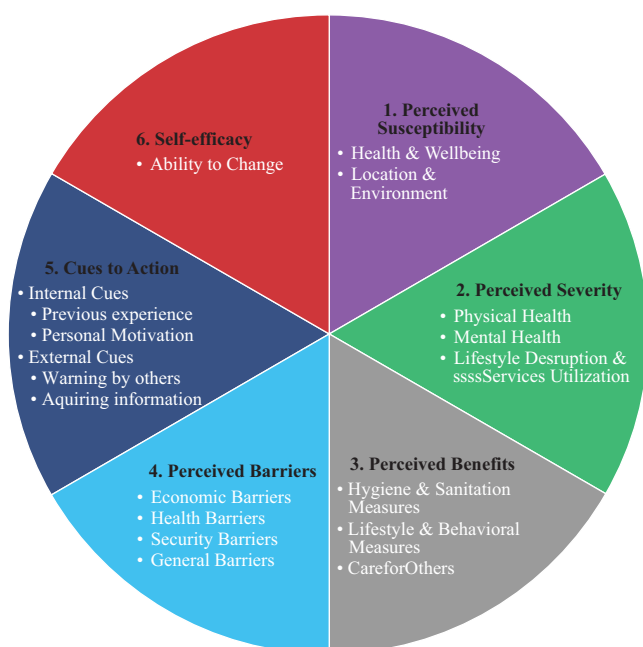 1. Perceived
Susceptibility
• Health & Wellbeing
• Location &
Environment
2. Perceived Severity
• Physical Health
• Mental Health
• Lifestyle Desruption &
ssssServices Utilization
3. Perceived Benefits
• Hygiene & Sanitation
Measures
• Lifestyle & Behavioral
Measures
• CareforOthers
4. Perceived Barriers
• Economic Barriers
• Health Barriers
• Security Barriers
• General Barriers
5. Cues to Action
• Internal Cues
• Previous experience
• Personal Motivation
• External Cues
• Warning by others
• Aquiring information
6. Self-efficacy
• Ability to Change